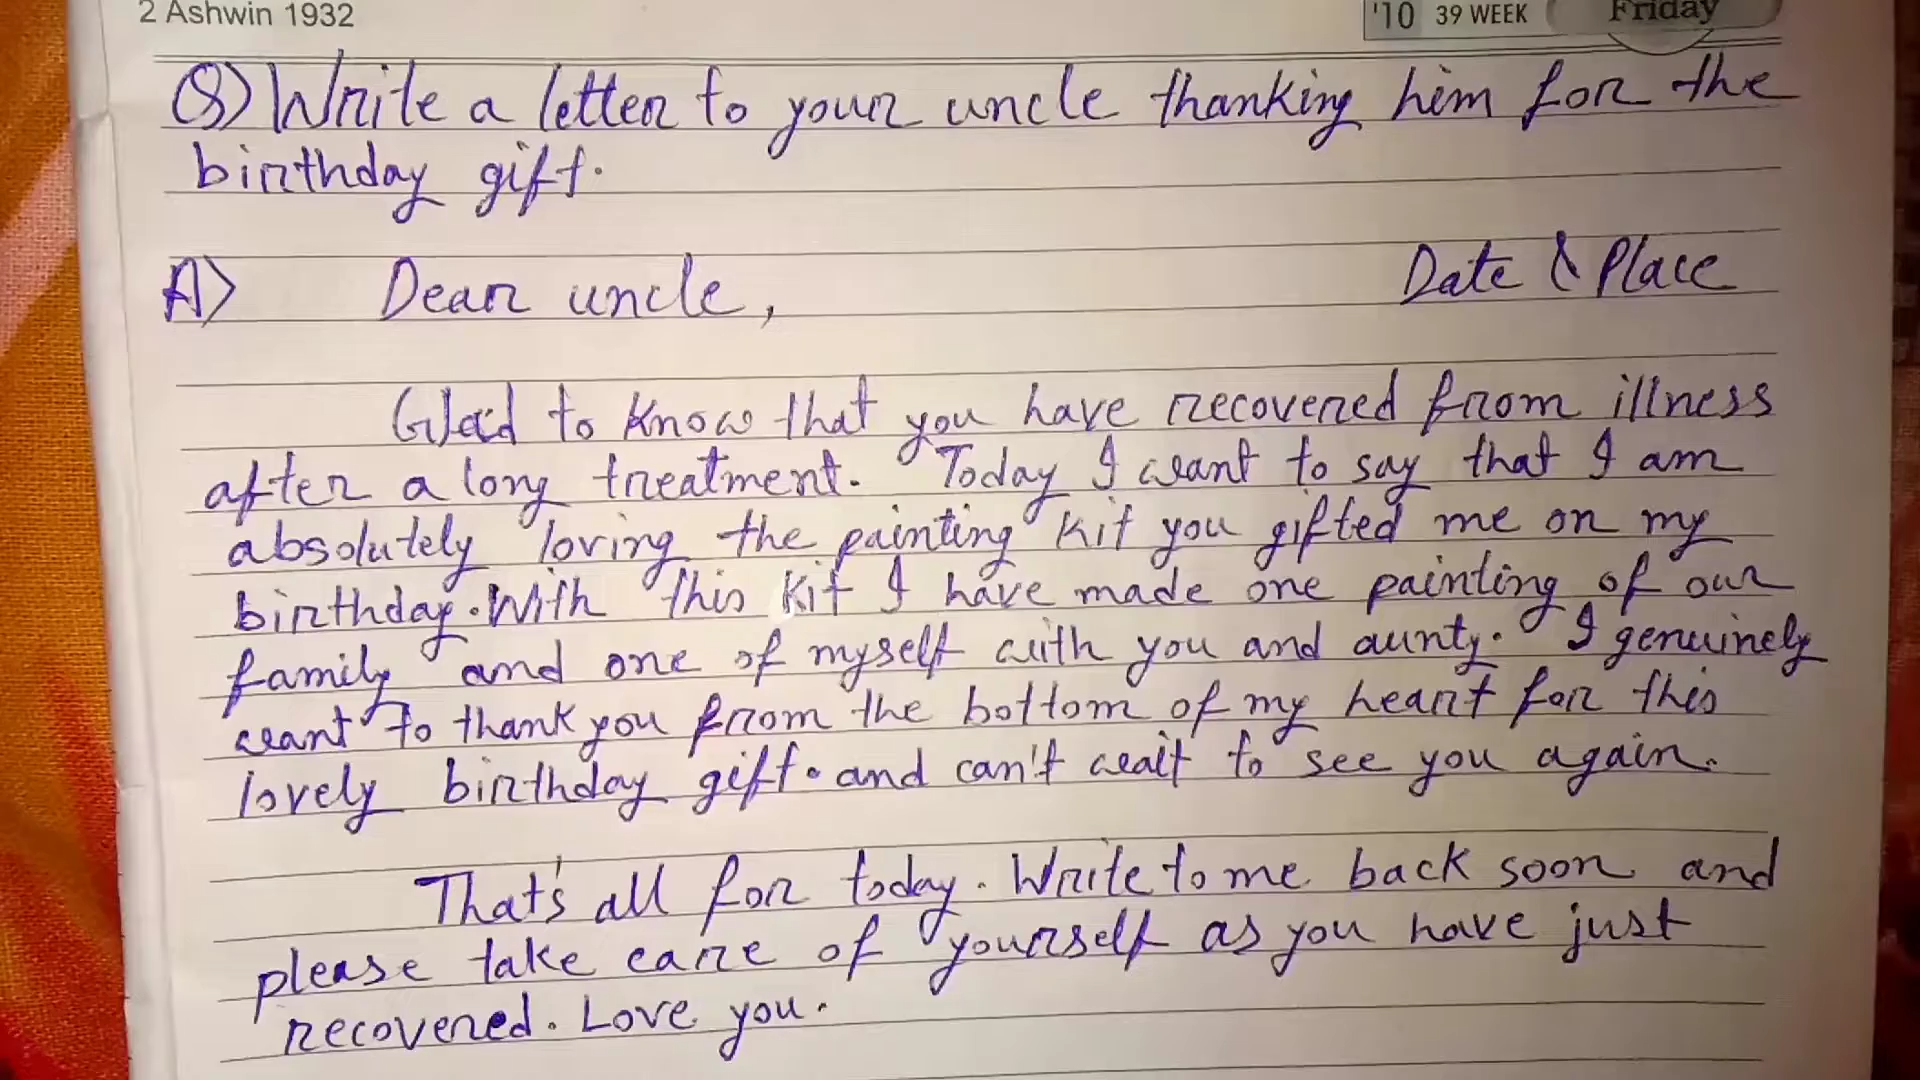 2 Ashwin 1932
'10 39 WEEK Friday
Q) Write a letter to your uncle thanking him for the
birthday gift.
A) Dear uncle, Date & Place
Glad to know that you have recovered from illness
after a long treatment. Today I want to say that I am
absolutely loving the painting kit you gifted me on my
birthday. With this kit I have made one painting of our
family and one of myself with you and aunty. I genuinely
want to thank you from the bottom of my heart for this
lovely birthday gift. and can't wait to see you again.
That's all for today. Write to me back soon and
please take care of yourself as you have just
recovered. Love you.